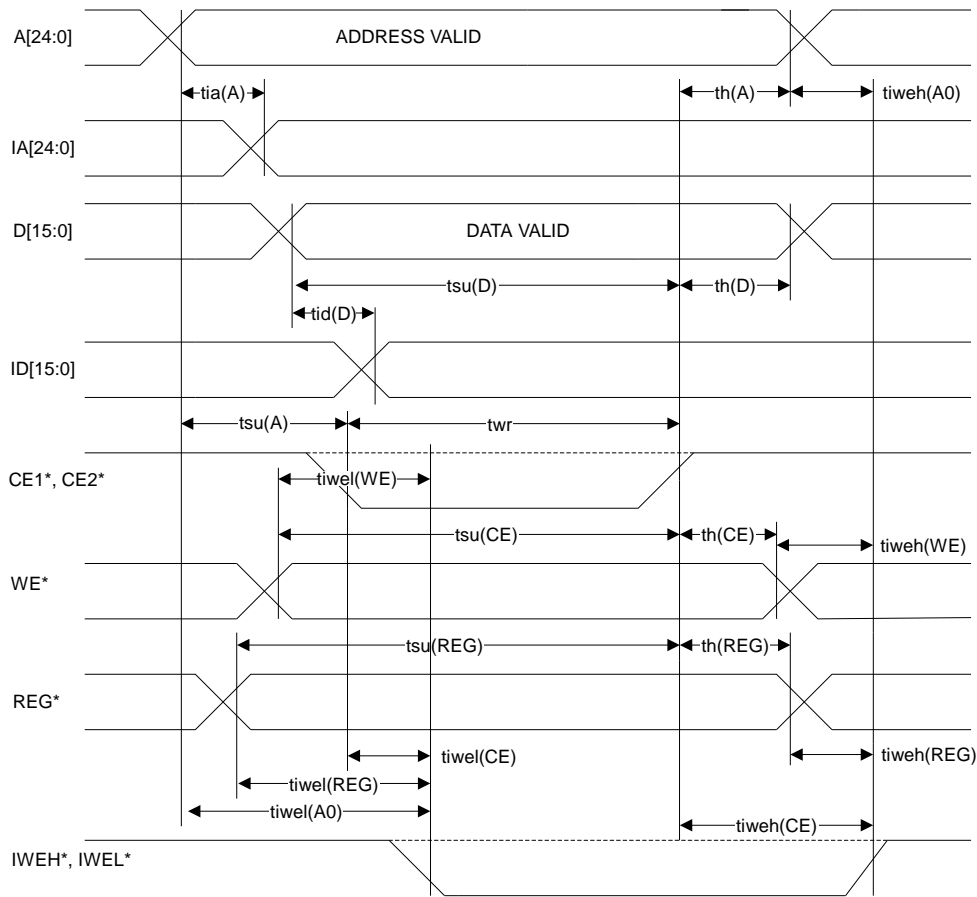 A[24:0]
ADDRESS VALID
tia(A)
th(A)
tiweh(A0)
IA[24:0]
D[15:0]
DATA VALID
tsu(D)
th(D)
tid(D)
ID[15:0]
tsu(A)
twr
CE1*, CE2*
tiwel(WE)
tsu(CE)
th(CE)
tiweh(WE)
WE*
tsu(REG)
th(REG)
REG*
tiwel(CE)
tiweh(REG)
tiwel(REG)
tiwel(A0)
tiweh(CE)
IWEH*, IWEL*